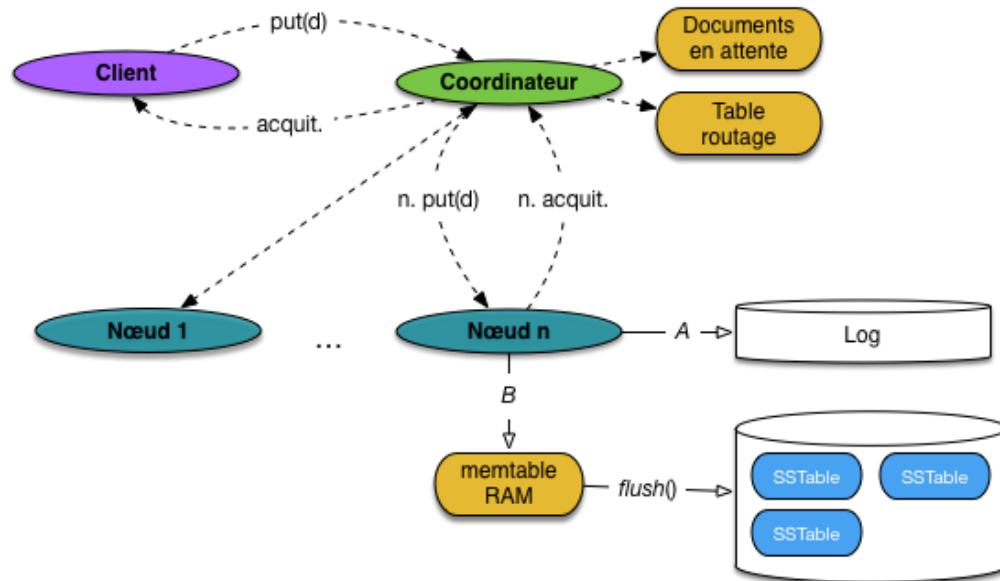 put(d)
Documents
en attente
Client
Coordinateur
acquit.
Table
routage
n. put(d)
n. acquit.
Nœud 1
...
Nœud n
A
Log
B
memtable
RAM
flush()
SSTable
SSTable
SSTable